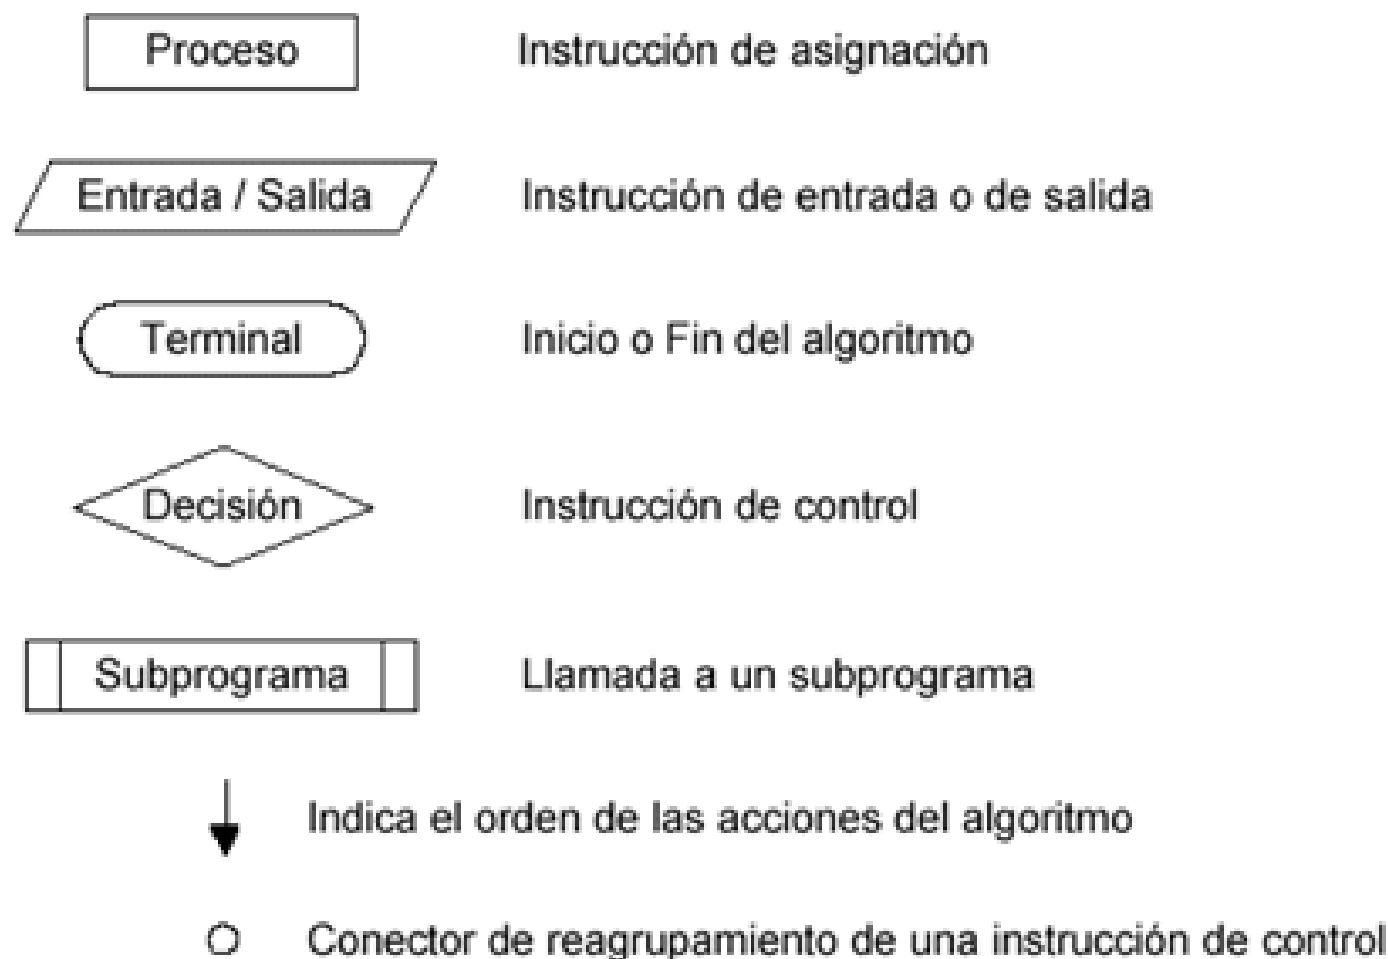 Proceso Instrucción de asignación
Entrada / Salida Instrucción de entrada o de salida
Terminal Inicio o Fin del algoritmo
Decisión Instrucción de control
Subprograma Llamada a un subprograma
Indica el orden de las acciones del algoritmo
Conector de reagrupamiento de una instrucción de control